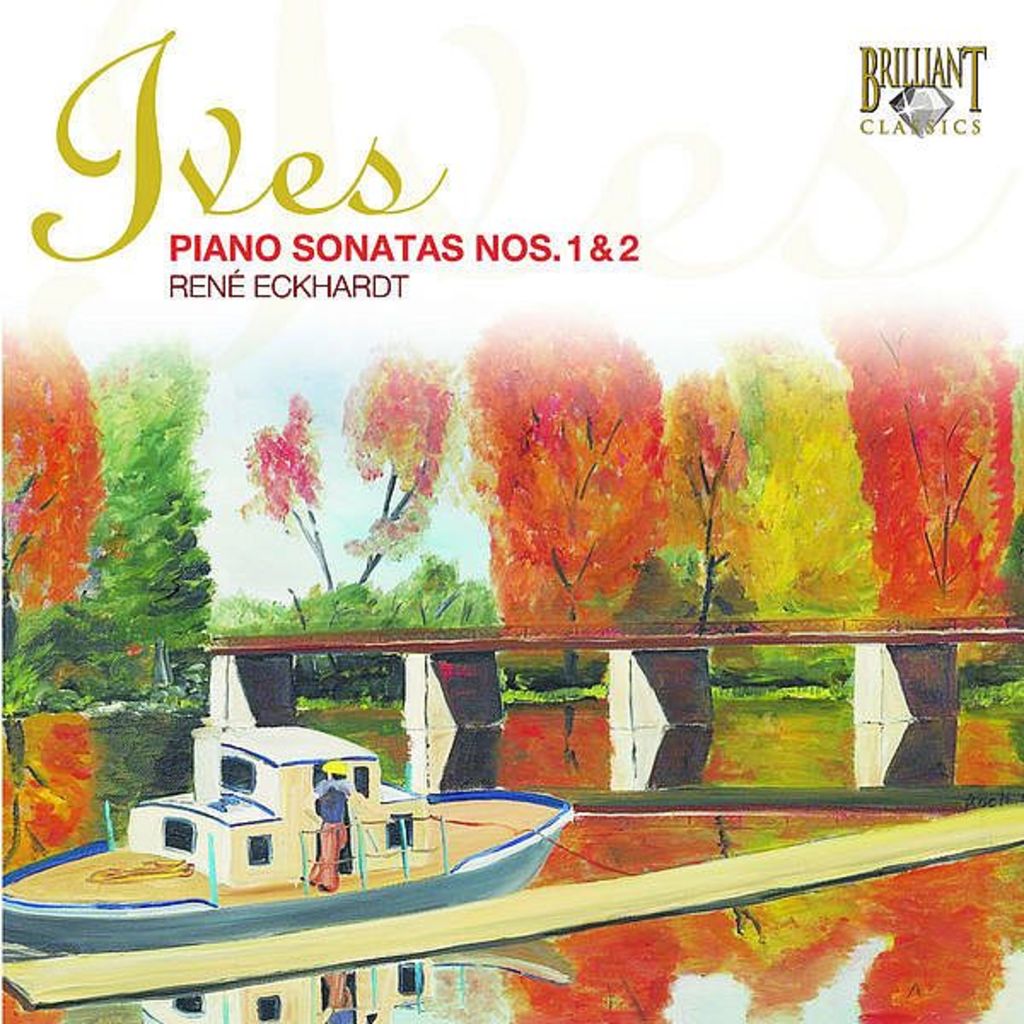 Ives
BRILLIANT
CLASSICS
PIANO SONATAS NOS. 1 & 2
RENÉ ECKHARDT